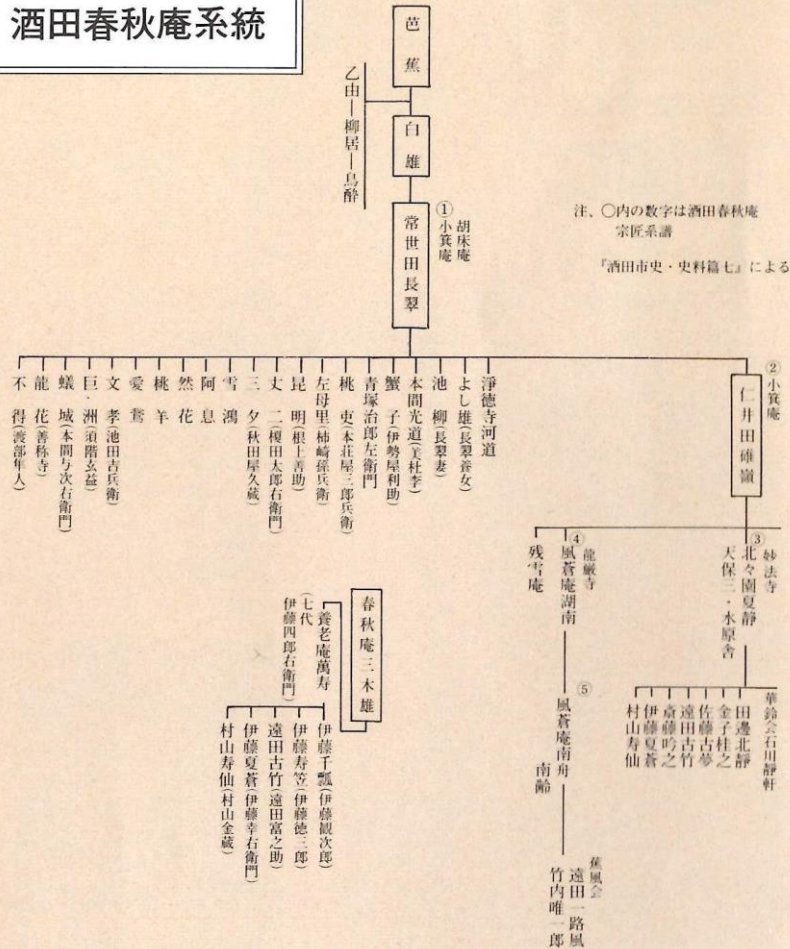 酒田春秋庵系統
芭蕉
白雄
乙由―柳居―鳥酔
①小箕庵
胡床庵
常世田長翠
注、〇内の数字は酒田春秋庵
宗匠系譜
『酒田市史・史料篇七』による
②小箕庵
仁井田碓嶺
浄徳寺河道
よし雄(長翠養女)
池柳(長翠妻)
本間光道(美杜李)
蟹子(伊勢屋利助)
青塚治郎左衛門
桃吏(本荘屋三郎兵衛)
左母里(柿崎孫兵衛)
昆明(根上善助)
丈二(榎田太郎右衛門)
三夕(秋田屋久蔵)
雪鴻
阿息
然花
桃羊
愛鶩
文孝(池田吉兵衛)
巨・洲(須階玄益)
蟻城(本間与次右衛門)
龍花(善称寺)
不得(渡部隼人)
妙法寺
③北々園夏静
天保三・水原舎
龍厳寺
④風蒼庵湖南
残雪庵
華鈴会石川静軒
田邊北静
金子桂之
佐藤古夢
遠田古竹
斎藤吟之
伊藤夏蒼
村山寿仙
⑤風蒼庵南舟
南齢
蕉風会
遠田一路風
竹内唯一郎
春秋庵三木雄
養老庵萬寿
(七代
伊藤四郎右衛門)
伊藤千瓢(伊藤観次郎)
伊藤寿笠(伊藤徳三郎)
遠田古竹(遠田富之助)
伊藤夏蒼(伊藤幸右衛門)
村山寿仙(村山金蔵)